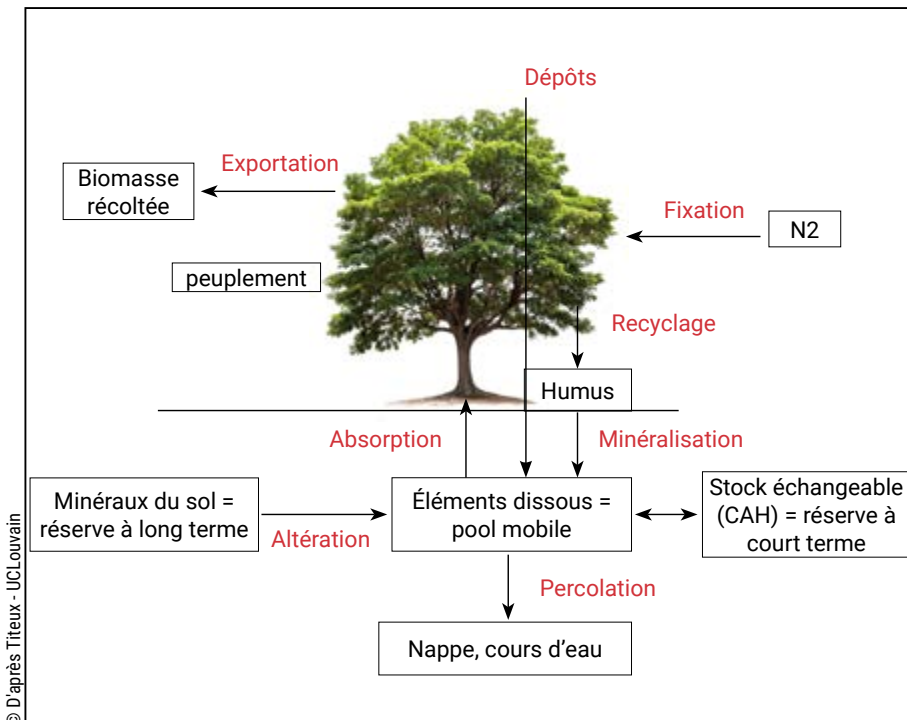 Dépôts
Exportation
Biomasse
récoltée
Fixation
N2
peuplement
Recyclage
Humus
Absorption
Minéralisation
Minéraux du sol =
réserve à long terme
Altération
Éléments dissous =
pool mobile
Stock échangeable
(CAH) = réserve à
court terme
Percolation
Nappe, cours d'eau
© D'après Titeux - UCLouvain